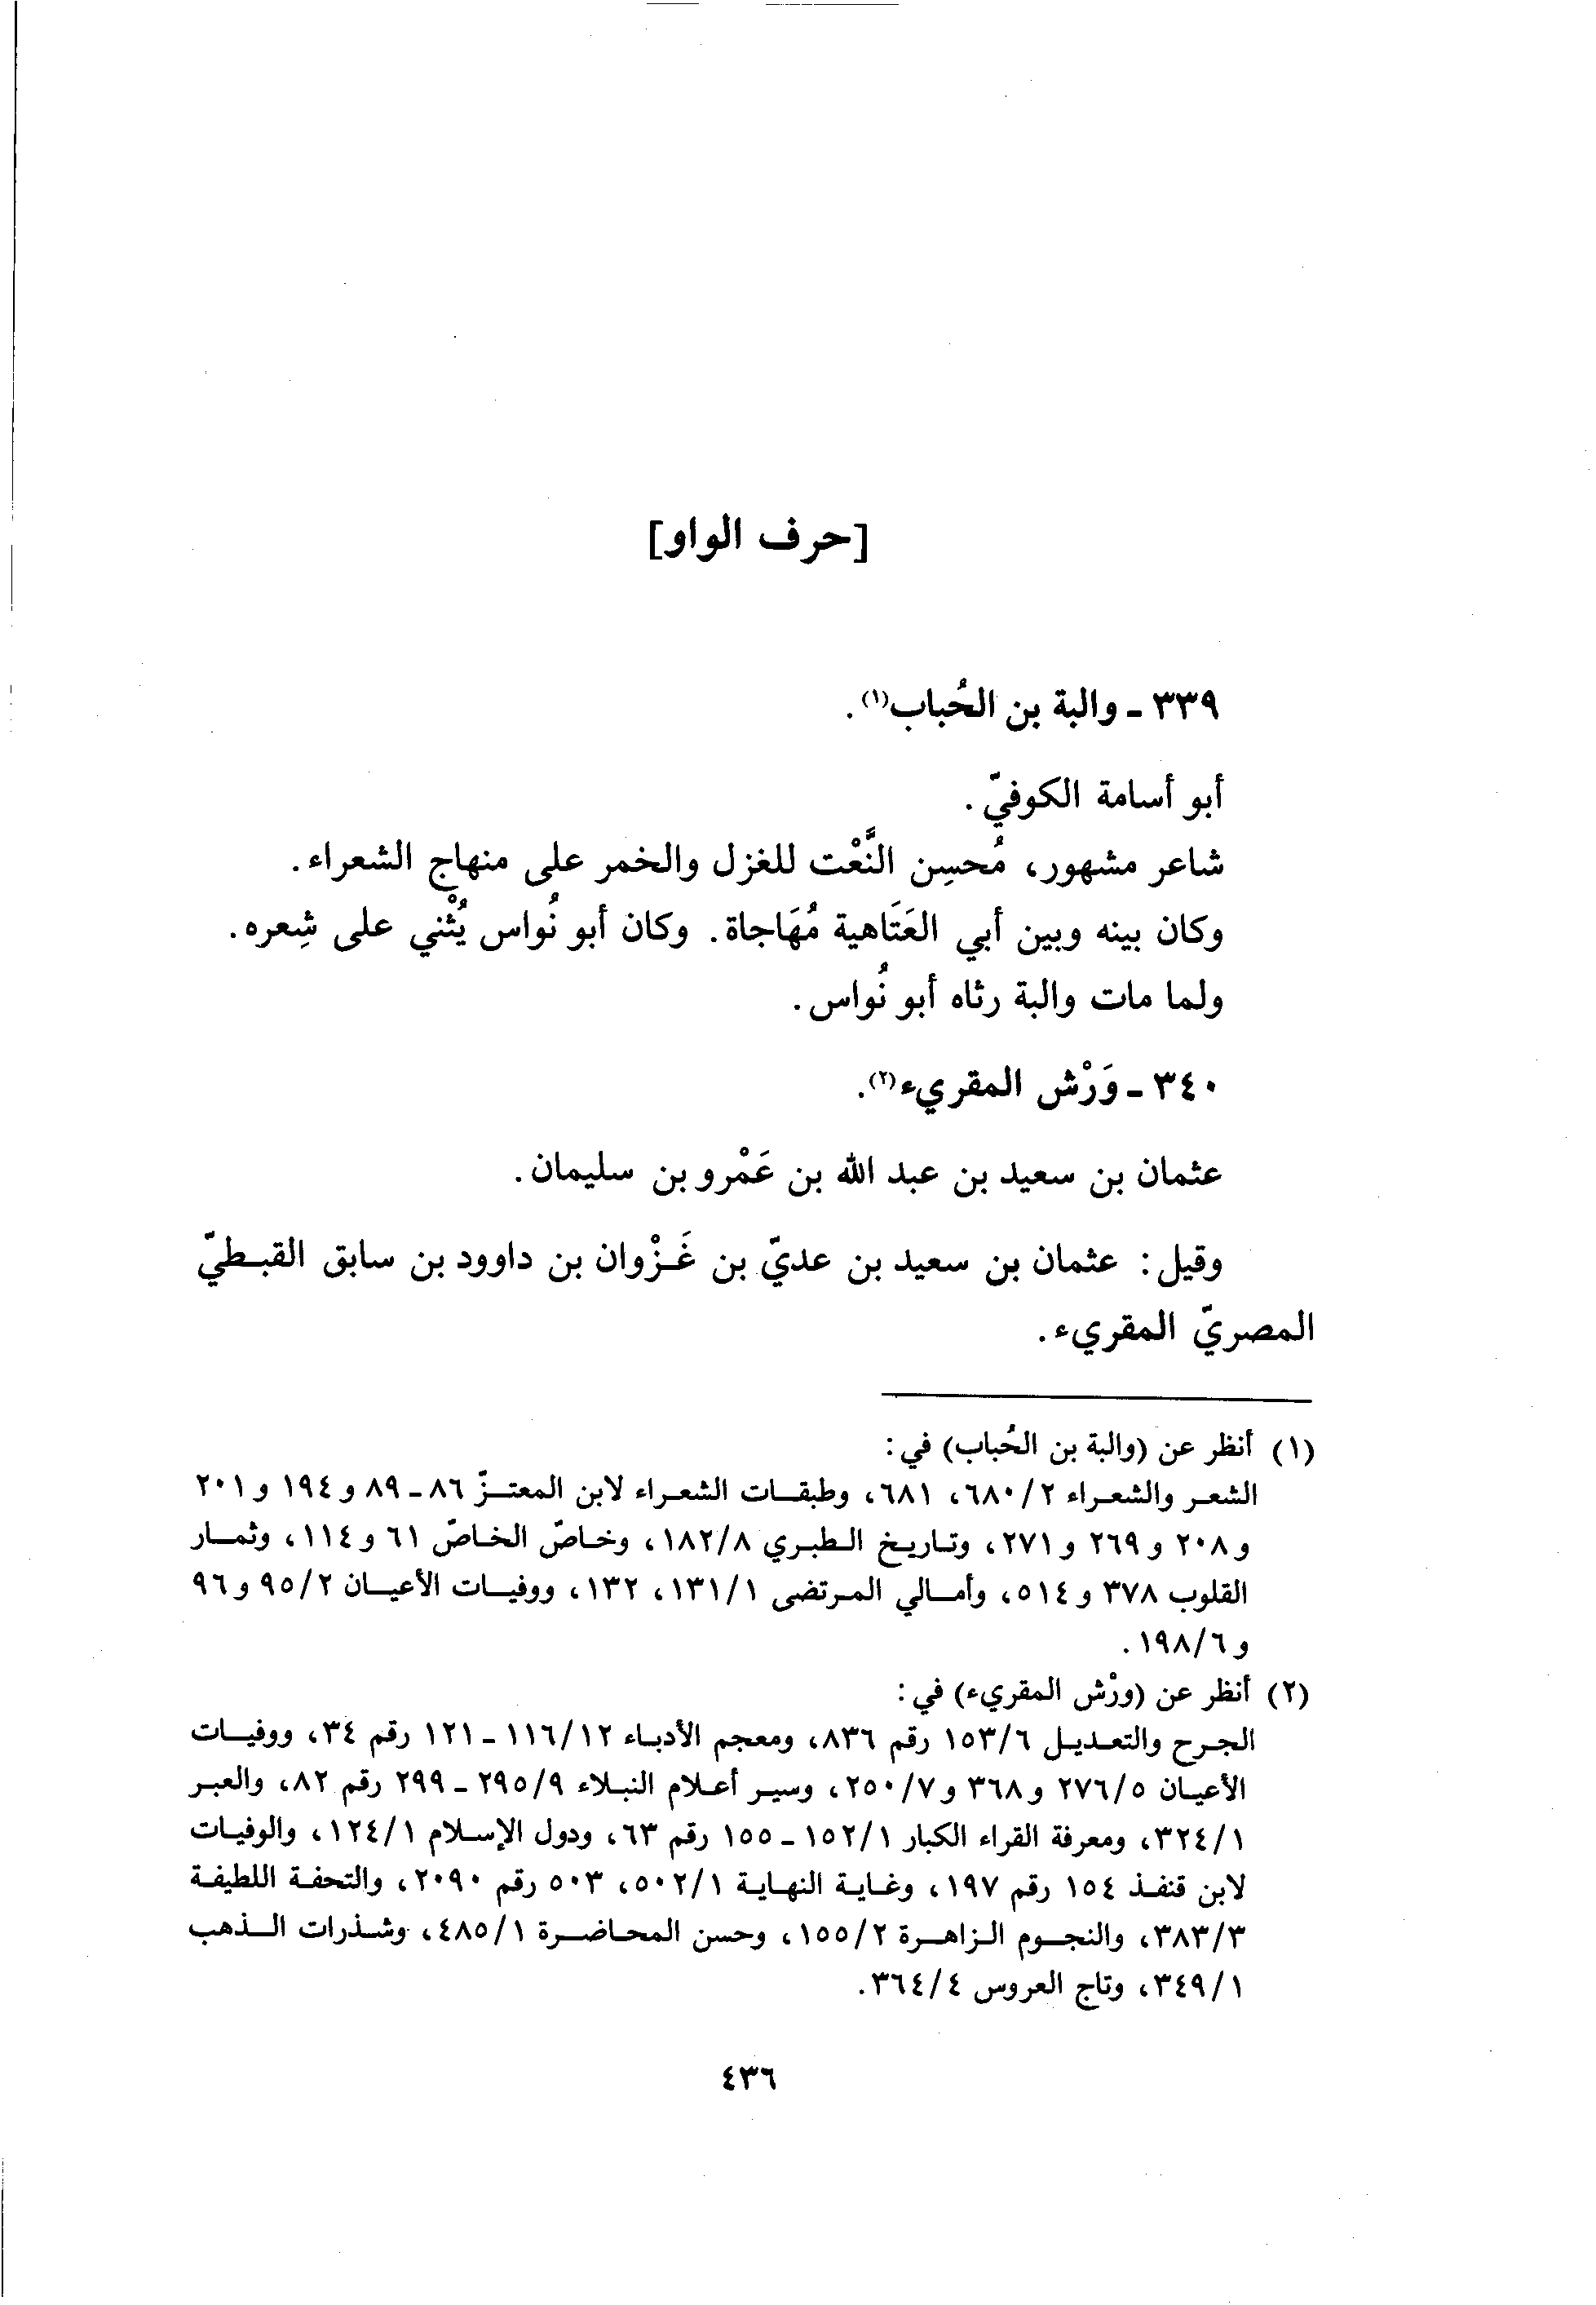 [حرف الواو]
٣٣٩ ـ والبة بن الحُباب(١).
أبو أسامة الكوفيّ.
شاعر مشهور، مُحسِن النَّعْت للغزل والخمر على منهاج الشعراء.
وكان بينه وبين أبي العَتَاهية مُهَاجاة. وكان أبو نُواس يُثْني على شِعره.
ولما مات والبة رثاه أبو نُواس.
٣٤٠ ـ وَرْش المقريء(٢).
عثمان بن سعيد بن عبد الله بن عَمْرو بن سليمان.
وقيل: عثمان بن سعيد بن عديّ بن غَزْوان بن داوود بن سابق القبطيّ
المصريّ المقريء.
(١) أنظر عن (والبة بن الحُباب) في:
الشعر والشعراء ٦٨٠/٢، ٦٨١، وطبقات الشعراء لابن المعتزّ ٨٦ ـ ٨٩ و ١٩٤ و ٢٠١
و ٢٠٨ و ٢٦٩ و ٢٧١، وتاريخ الطبري ١٨٢/٨، وخاصّ الخاصّ ٦١ و ١١٤، وثمار
القلوب ٣٧٨ و ٥١٤، وأمالي المرتضى ١٣١/١، ١٣٢، ووفيات الأعيان ٩٥/٢ و ٩٦
و ١٩٨/٦.
(٢) أنظر عن (ورْش المقريء) في:
الجرح والتعديل ١٥٣/٦ رقم ٨٣٦، ومعجم الأدباء ١١٦/١٢ ـ ١٢١ رقم ٣٤، ووفيات
الأعيان ٢٧٦/٥ و ٣٦٨ و ٢٥٠/٧، وسير أعلام النبلاء ٢٩٥/٩ ـ ٢٩٩ رقم ٨٢، والعبر
٣٢٤/١، ومعرفة القراء الكبار ١٥٢/١ ـ ١٥٥ رقم ٦٣، ودول الإسلام ١٢٤/١، والوفيات
لابن قنفذ ١٥٤ رقم ١٩٧، وغاية النهاية ٥٠٢/١، ٥٠٣ رقم ٢٠٩٠، والتحفة اللطيفة
٣٨٣/٣، والنجوم الزاهرة ١٥٥/٢، وحسن المحاضرة ٤٨٥/١، وشذرات الذهب
٣٤٩/١، وتاج العروس ٣٦٤/٤.
٤٣٦